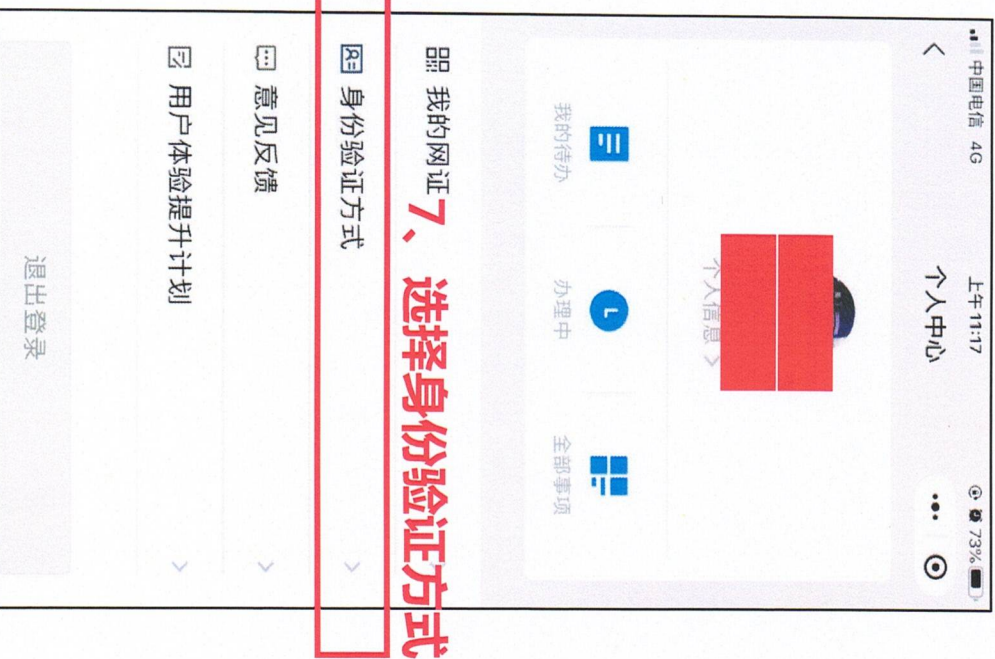 中国电信 4G 上午11:17 73%
个人中心
个人信息
我的待办 办理中 全部事项
我的网证
7、选择身份验证方式
身份验证方式
意见反馈
用户体验提升计划
退出登录